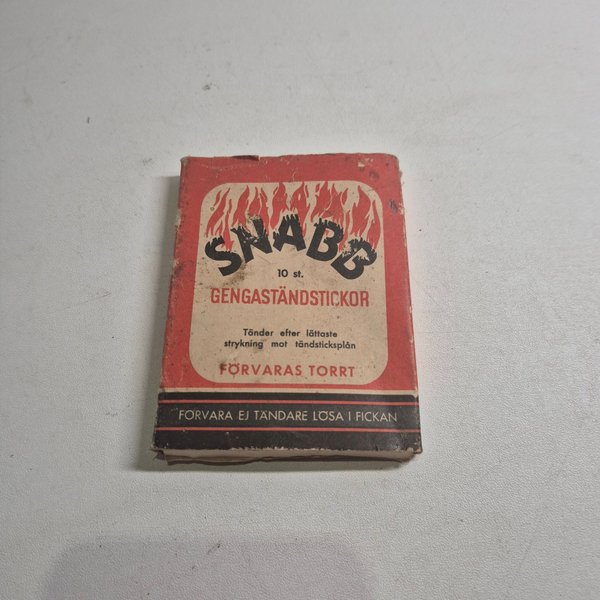 SNABB
10 st.
GENGASTÄNDSTICKOR
Tänder efter lättaste
strykning mot tändsticksplån
FÖRVARAS TORRT
FÖRVARA EJ TÄNDARE LÖSA I FICKAN